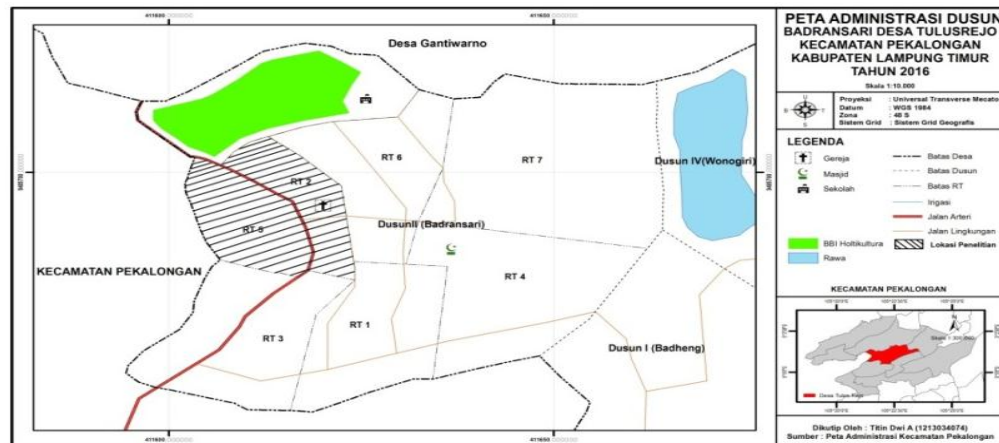 411600
411650
Desa Gantiwarno
RT 6
RT 7
RT 2
Dusun IV(Wonogiri)
RT 5
DusunII (Badransari)
KECAMATAN PEKALONGAN
RT 4
RT 3
RT 1
Dusun I (Badheng)
411600
411650
PETA ADMINISTRASI DUSUN
BADRANSARI DESA TULUSREJO
KECAMATAN PEKALONGAN
KABUPATEN LAMPUNG TIMUR
TAHUN 2016
Skala 1:10.000
U
B
T
S
Proyeksi : Universal Transverse Mecator
Datum : WGS 1984
Zona : 48 S
Sistem Grid : Sistem Grid Geografis
LEGENDA
Gereja
Masjid
Sekolah
BBI Holtikultura
Rawa
Batas Desa
Batas Dusun
Batas RT
Irigasi
Jalan Arteri
Jalan Lingkungan
Lokasi Penelitian
KECAMATAN PEKALONGAN
Dikutip Oleh : Titin Dwi A (1213034074)
Sumber : Peta Administrasi Kecamatan Pekalongan